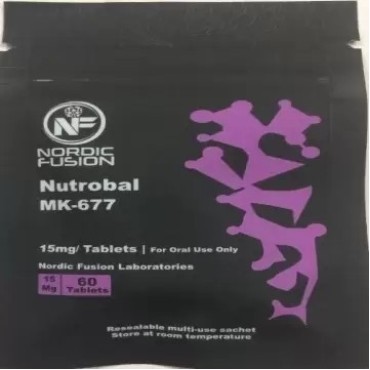 NF
NORDIC
FUSION
Nutrobal
MK-677
15mg/ Tablets | For Oral Use Only
Nordic Fusion Laboratories
15 Mg 60 Tablets
Resealable multi-use sachet
Store at room temperature